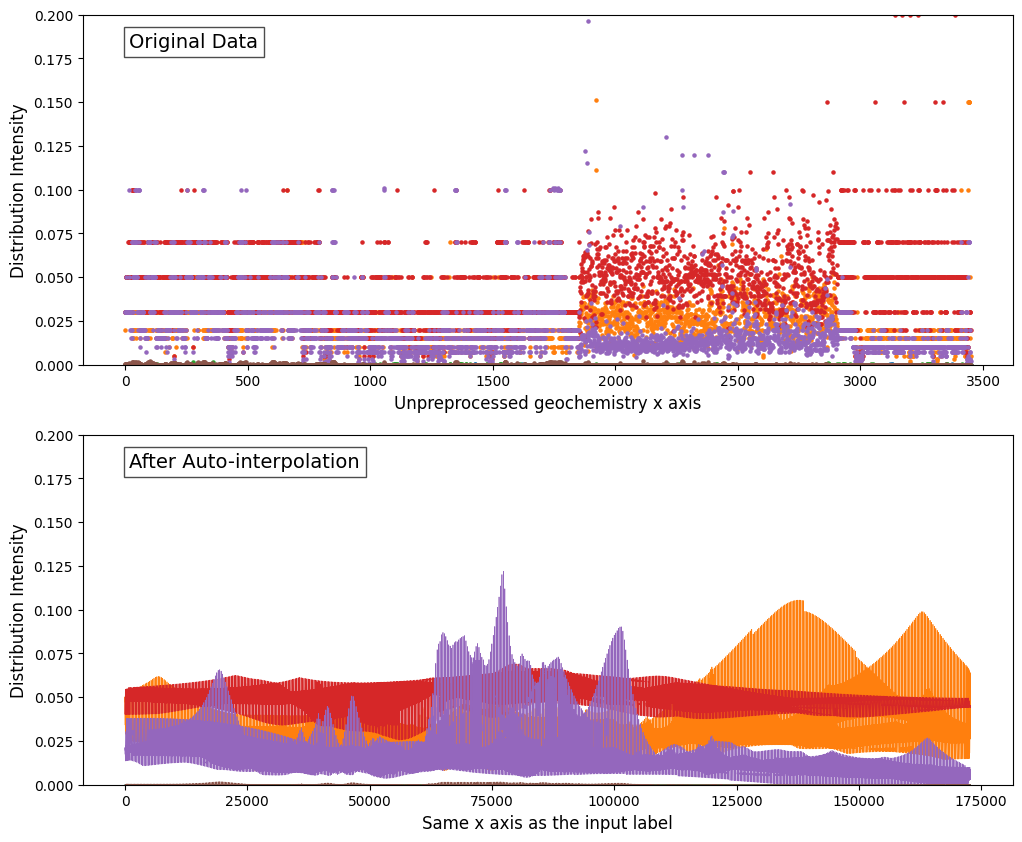 0.200
0.175
0.150
0.125
0.100
0.075
0.050
0.025
0.000
Distribution Intensity
Original Data
0 500 1000 1500 2000 2500 3000 3500
Unpreprocessed geochemistry x axis
0.200
0.175
0.150
0.125
0.100
0.075
0.050
0.025
0.000
Distribution Intensity
After Auto-interpolation
0 25000 50000 75000 100000 125000 150000 175000
Same x axis as the input label